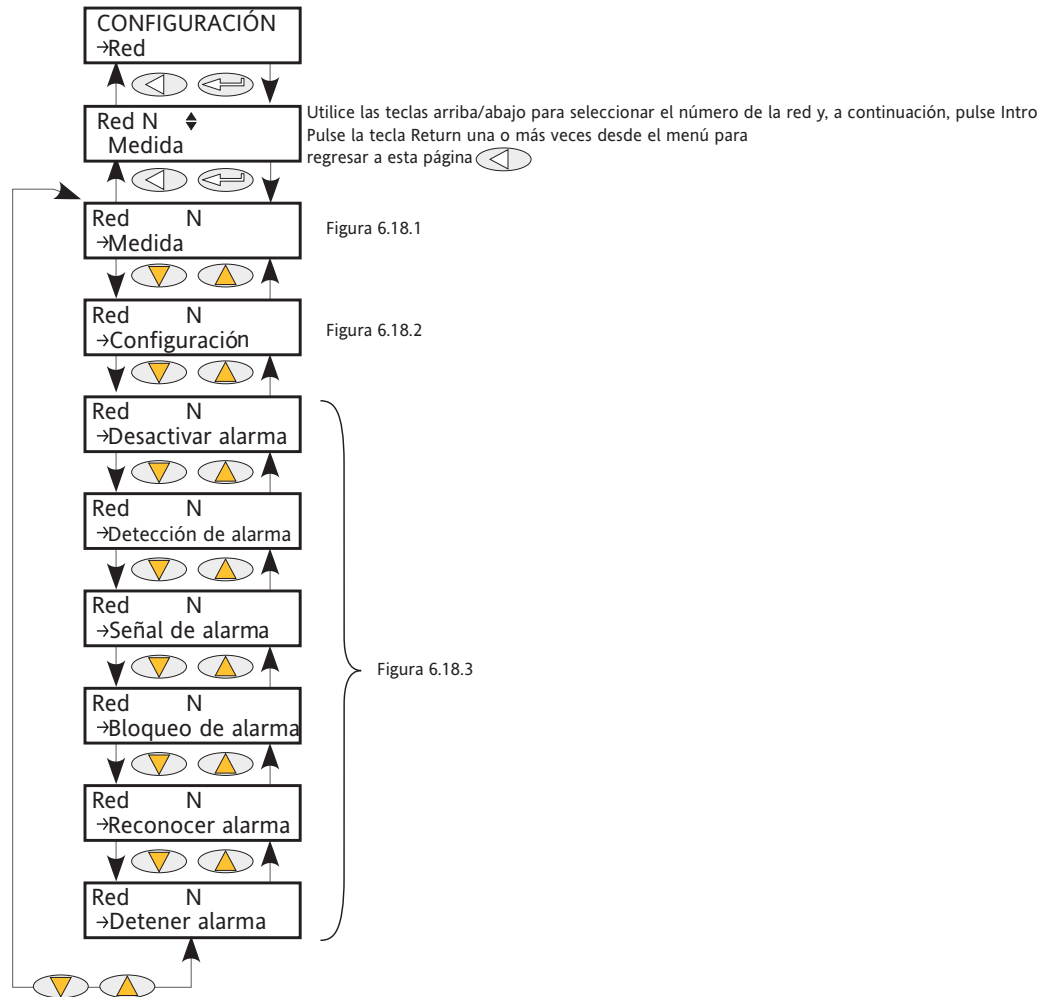 CONFIGURACIÓN
→Red
Red N
Medida
Utilice las teclas arriba/abajo para seleccionar el número de la red y, a continuación, pulse Intro
Pulse la tecla Return una o más veces desde el menú para
regresar a esta página
Red N
→Medida
Figura 6.18.1
Red N
→Configuración
Figura 6.18.2
Red N
→Desactivar alarma
Red N
→Detección de alarma
Red N
→Señal de alarma
Figura 6.18.3
Red N
→Bloqueo de alarma
Red N
→Reconocer alarma
Red N
→Detener alarma